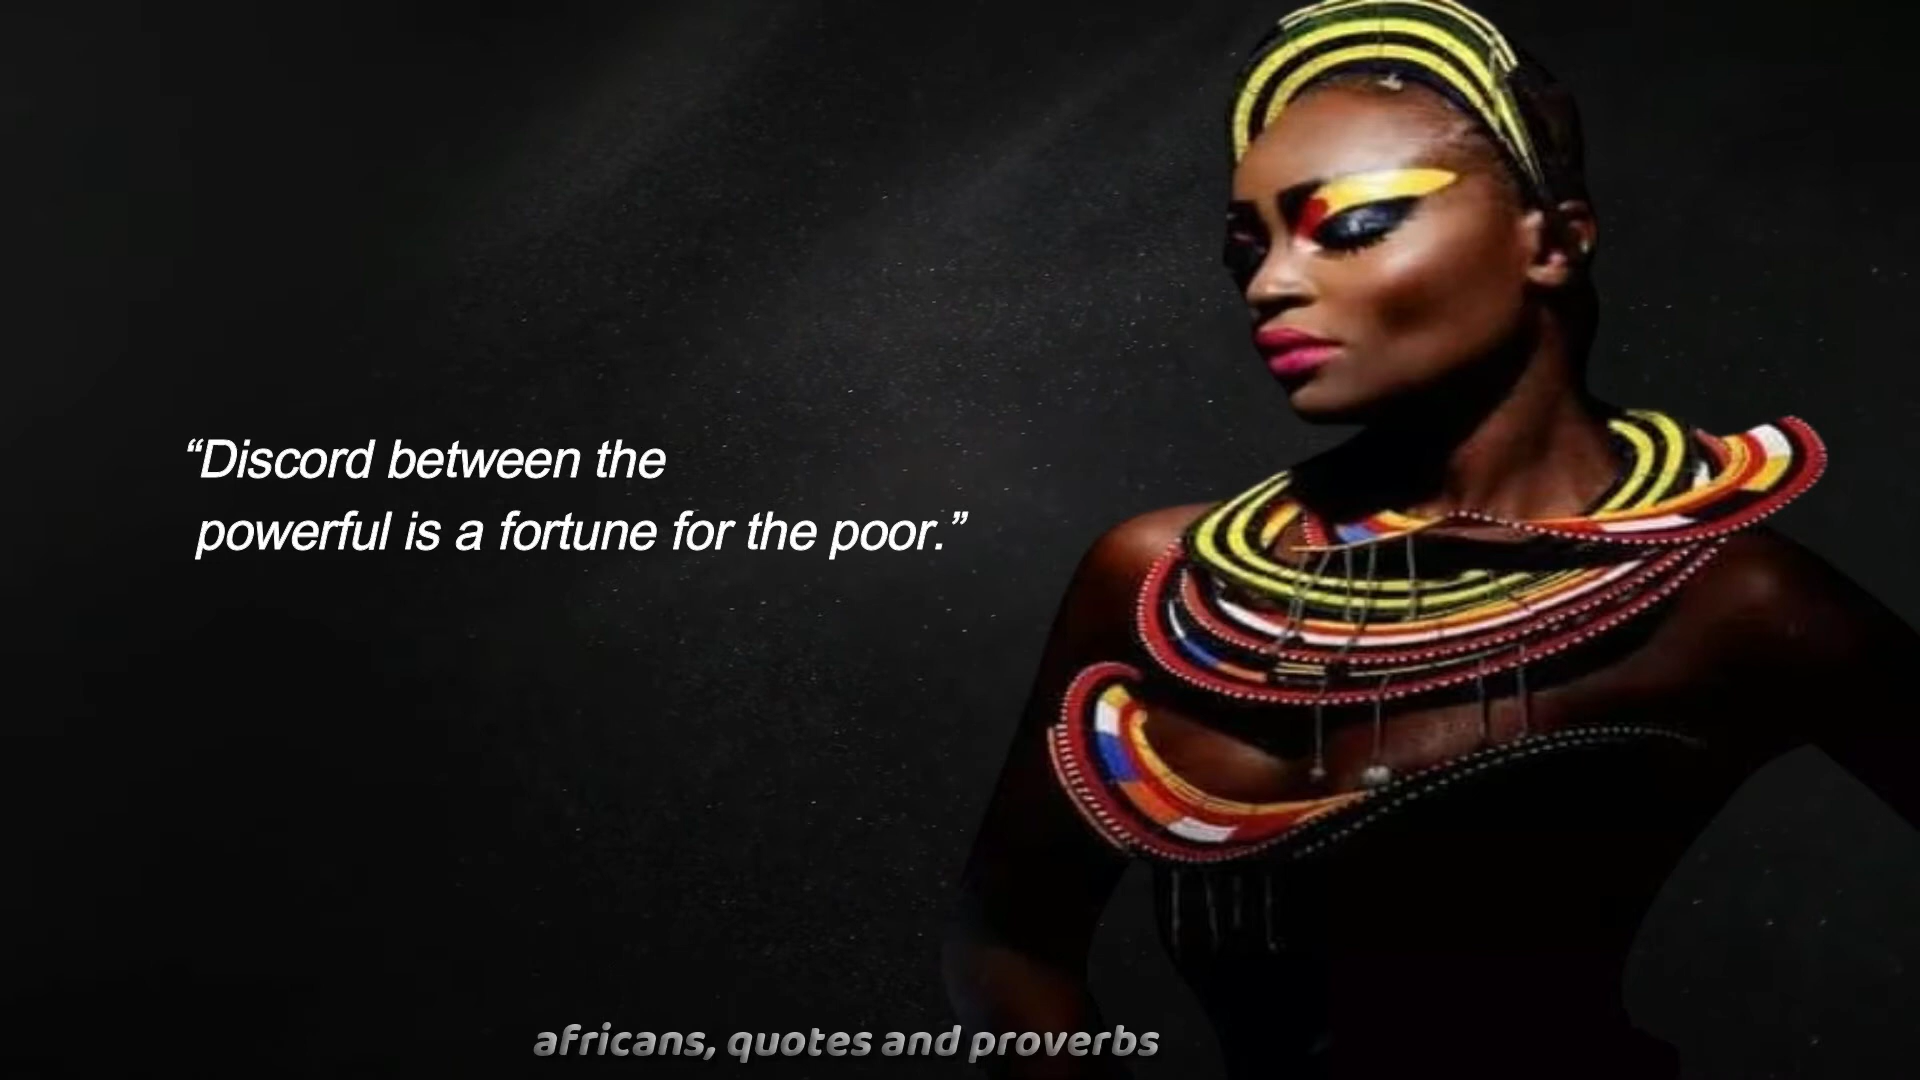 “Discord between the
powerful is a fortune for the poor.”
africans, quotes and proverbs